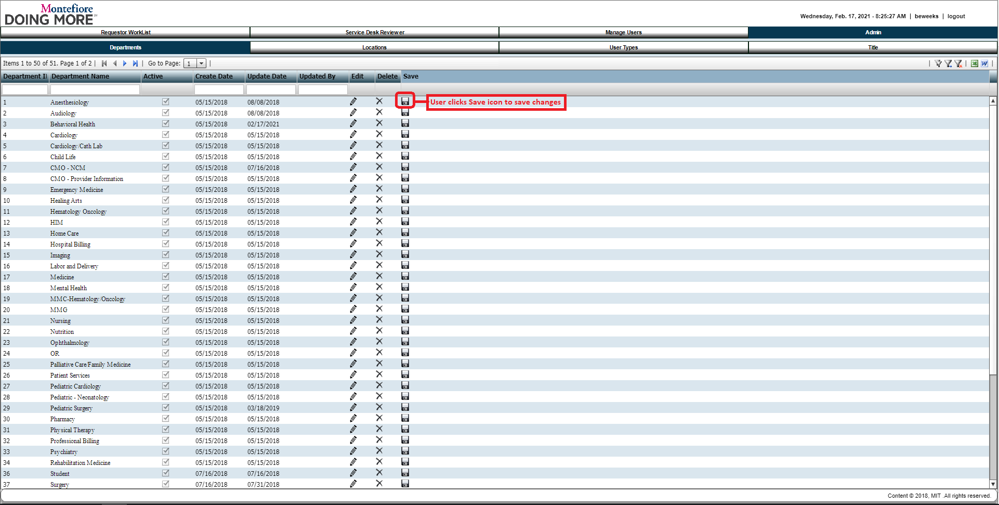 Montefiore
DOING MORE℠
Wednesday, Feb. 17, 2021 - 8:25:27 AM | beweeks | logout
Requestor WorkList Service Desk Reviewer Manage Users Admin
Departments Locations User Types Title
Items 1 to 50 of 51. Page 1 of 2 | | Go to Page: 1 | |
Department I Department Name Active Create Date Update Date Updated By Edit Delete Save
1 Anesthesiology 05/15/2018 08/08/2018 User clicks Save icon to save changes
2 Audiology 05/15/2018 08/08/2018
3 Behavioral Health 05/15/2018 02/17/2021
4 Cardiology 05/15/2018 05/15/2018
5 Cardiology/Cath Lab 05/15/2018 05/15/2018
6 Child Life 05/15/2018 05/15/2018
7 CMO - NCM 05/15/2018 07/16/2018
8 CMO - Provider Information 05/15/2018 05/15/2018
9 Emergency Medicine 05/15/2018 05/15/2018
10 Healing Arts 05/15/2018 05/15/2018
11 Hematology Oncology 05/15/2018 05/15/2018
12 HIM 05/15/2018 05/15/2018
13 Home Care 05/15/2018 05/15/2018
14 Hospital Billing 05/15/2018 05/15/2018
15 Imaging 05/15/2018 05/15/2018
16 Labor and Delivery 05/15/2018 05/15/2018
17 Medicine 05/15/2018 05/15/2018
18 Mental Health 05/15/2018 05/15/2018
19 MMC-Hematology/Oncology 05/15/2018 05/15/2018
20 MMG 05/15/2018 05/15/2018
21 Nursing 05/15/2018 05/15/2018
22 Nutrition 05/15/2018 05/15/2018
23 Ophthalmology 05/15/2018 05/15/2018
24 OR 05/15/2018 05/15/2018
25 Palliative Care/Family Medicine 05/15/2018 05/15/2018
26 Patient Services 05/15/2018 05/15/2018
27 Pediatric Cardiology 05/15/2018 05/15/2018
28 Pediatric - Neonatology 05/15/2018 05/15/2018
29 Pediatric Surgery 05/15/2018 03/18/2019
30 Pharmacy 05/15/2018 05/15/2018
31 Physical Therapy 05/15/2018 05/15/2018
32 Professional Billing 05/15/2018 05/15/2018
33 Psychiatry 05/15/2018 05/15/2018
34 Rehabilitation Medicine 05/15/2018 05/15/2018
36 Student 07/16/2018 07/16/2018
37 Surgery 07/16/2018 07/31/2018
Content © 2018, MIT .All rights reserved.